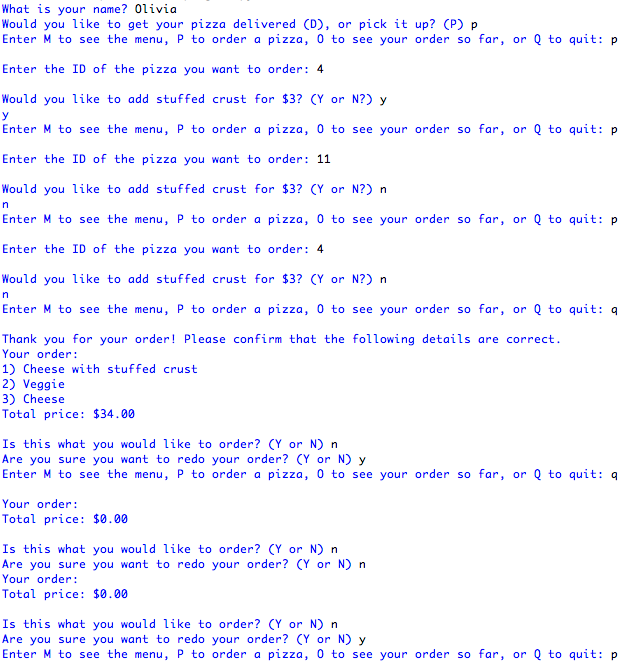 What is your name? Olivia
Would you like to get your pizza delivered (D), or pick it up? (P) p
Enter M to see the menu, P to order a pizza, O to see your order so far, or Q to quit: p
Enter the ID of the pizza you want to order: 4
Would you like to add stuffed crust for $3? (Y or N?) y
y
Enter M to see the menu, P to order a pizza, O to see your order so far, or Q to quit: p
Enter the ID of the pizza you want to order: 11
Would you like to add stuffed crust for $3? (Y or N?) n
n
Enter M to see the menu, P to order a pizza, O to see your order so far, or Q to quit: p
Enter the ID of the pizza you want to order: 4
Would you like to add stuffed crust for $3? (Y or N?) n
n
Enter M to see the menu, P to order a pizza, O to see your order so far, or Q to quit: q
Thank you for your order! Please confirm that the following details are correct.
Your order:
1) Cheese with stuffed crust
2) Veggie
3) Cheese
Total price: $34.00
Is this what you would like to order? (Y or N) n
Are you sure you want to redo your order? (Y or N) y
Enter M to see the menu, P to order a pizza, O to see your order so far, or Q to quit: q
Your order:
Total price: $0.00
Is this what you would like to order? (Y or N) n
Are you sure you want to redo your order? (Y or N) n
Your order:
Total price: $0.00
Is this what you would like to order? (Y or N) n
Are you sure you want to redo your order? (Y or N) y
Enter M to see the menu, P to order a pizza, O to see your order so far, or Q to quit: p